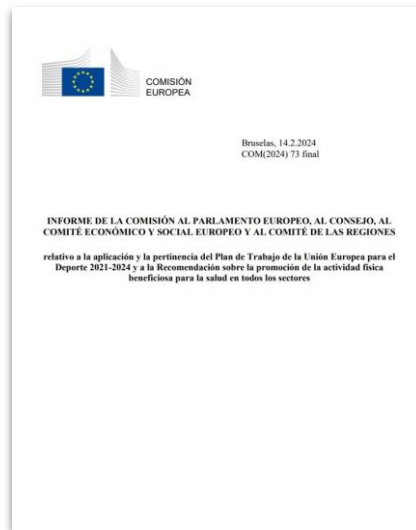 COMISIÓN
EUROPEA
Bruselas, 14.2.2024
COM(2024) 73 final
INFORME DE LA COMISIÓN AL PARLAMENTO EUROPEO, AL CONSEJO, AL
COMITÉ ECONÓMICO Y SOCIAL EUROPEO Y AL COMITÉ DE LAS REGIONES
relativo a la aplicación y la pertinencia del Plan de Trabajo de la Unión Europea para el
Deporte 2021-2024 y a la Recomendación sobre la promoción de la actividad física
beneficiosa para la salud en todos los sectores